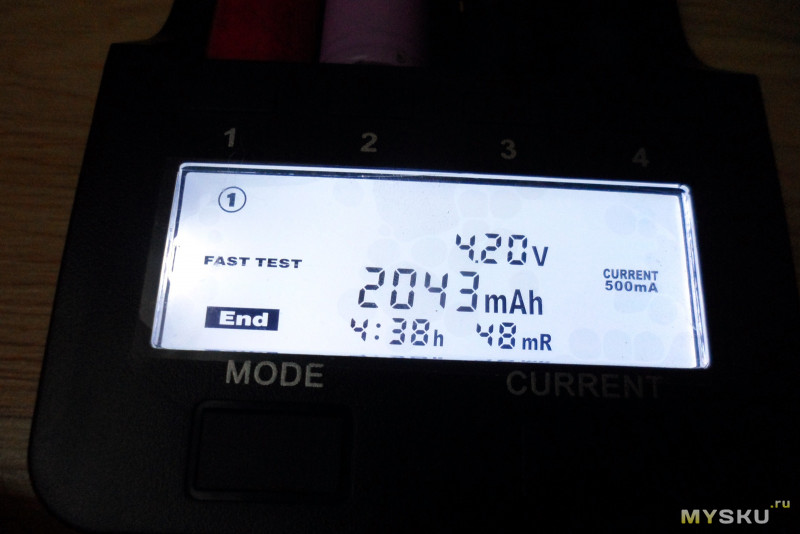 1 2 3 4
①
4.20V
FAST TEST
2043mAh
CURRENT
500mA
End
4:38h 48mR
MODE CURRENT
MYSKU.ru